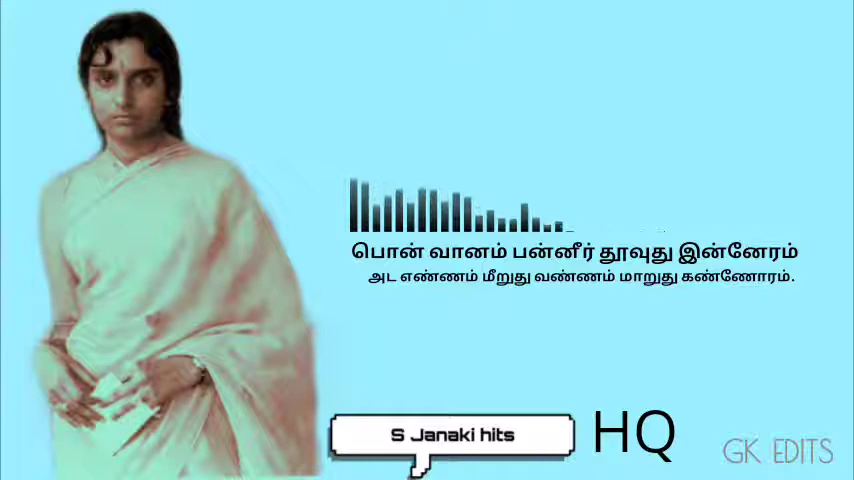 பொன் வானம் பன்னீர் தூவுது இன்னேரம்
அட எண்ணம் மீறுது வண்ணம் மாறுது கண்ணோரம்.
S Janaki hits
HQ
GK EDITS